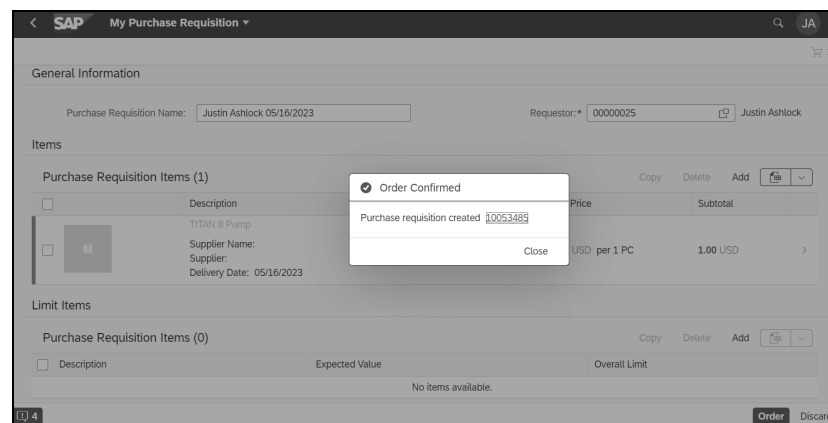 SAP My Purchase Requisition
JA
General Information
Purchase Requisition Name: Justin Ashlock 05/16/2023
Requestor:* 00000025 Justin Ashlock
Items
Purchase Requisition Items (1)
Copy Delete Add
Description Price Subtotal
TITAN 8 Pump
Supplier Name:
Supplier:
Delivery Date: 05/16/2023
USD per 1 PC 1.00 USD
Order Confirmed
Purchase requisition created 10053485
Close
Limit Items
Purchase Requisition Items (0)
Copy Delete Add
Description Expected Value Overall Limit
No items available.
4
Order Discar